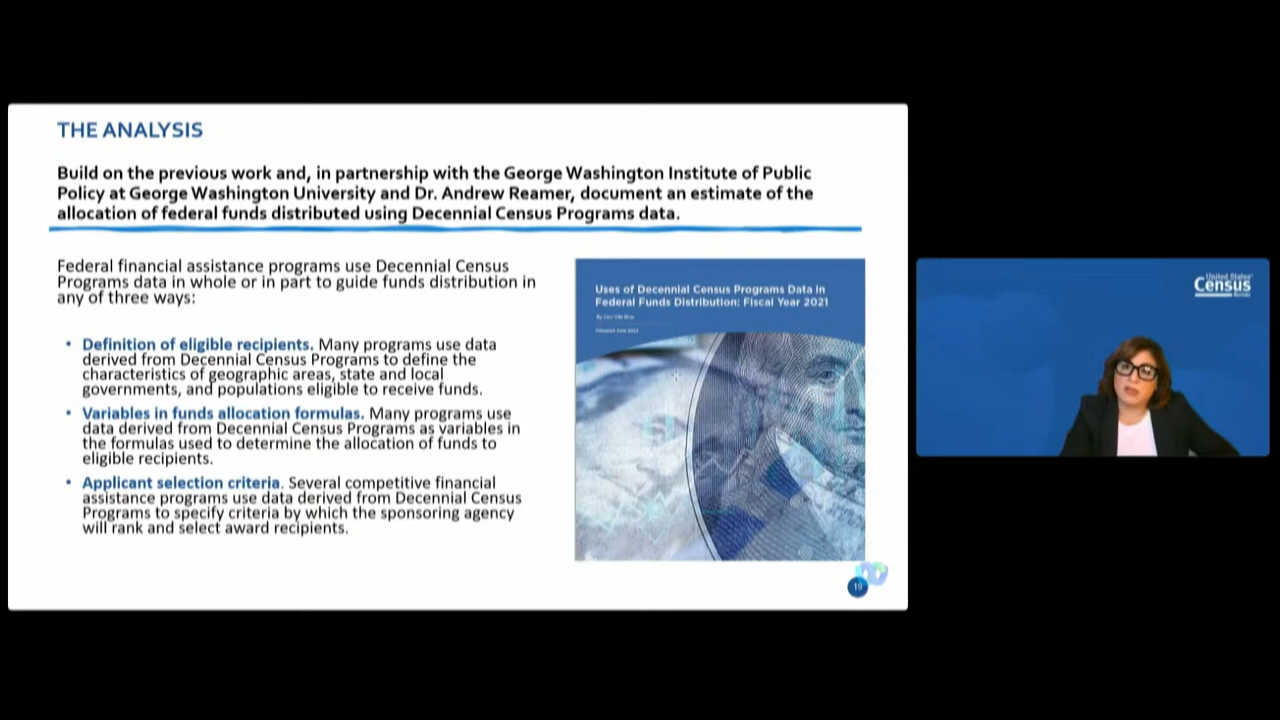 THE ANALYSIS
Build on the previous work and, in partnership with the George Washington Institute of Public
Policy at George Washington University and Dr. Andrew Reamer, document an estimate of the
allocation of federal funds distributed using Decennial Census Programs data.
Federal financial assistance programs use Decennial Census
Programs data in whole or in part to guide funds distribution in
any of three ways:
• Definition of eligible recipients. Many programs use data
derived from Decennial Census Programs to define the
characteristics of geographic areas, state and local
governments, and populations eligible to receive funds.
• Variables in funds allocation formulas. Many programs use
data derived from Decennial Census Programs as variables in
the formulas used to determine the allocation of funds to
eligible recipients.
• Applicant selection criteria. Several competitive financial
assistance programs use data derived from Decennial Census
Programs to specify criteria by which the sponsoring agency
will rank and select award recipients.
Uses of Decennial Census Programs Data in
Federal Funds Distribution: Fiscal Year 2021
19
United States
Census
Bureau